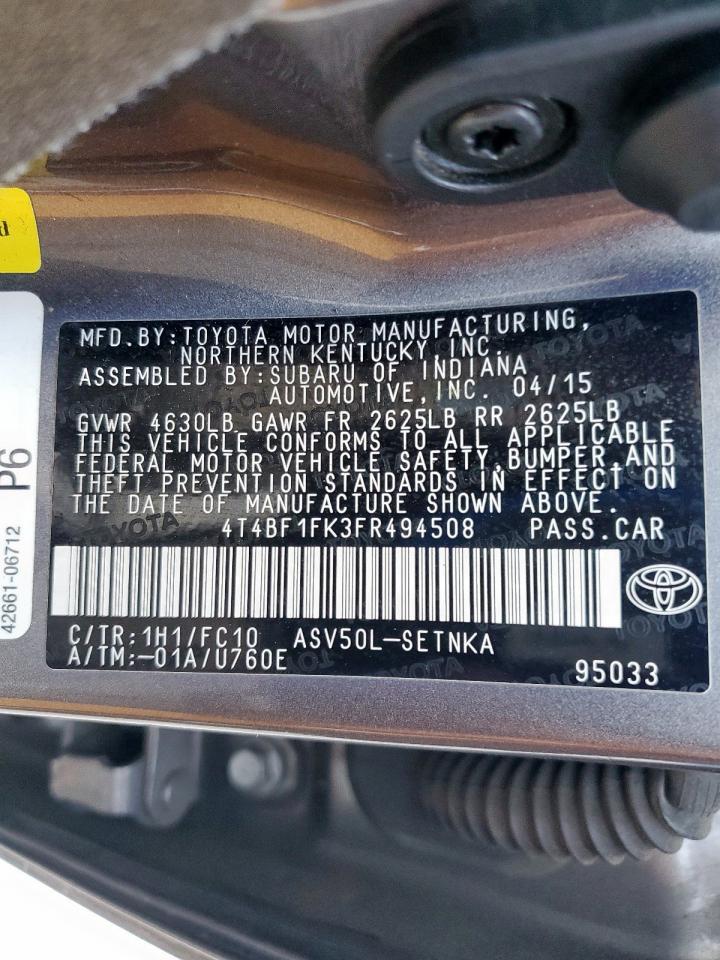 d
P6
42661-06712
MFD.BY:TOYOTA MOTOR MANUFACTURING,
NORTHERN KENTUCKY,INC.
ASSEMBLED BY:SUBARU OF INDIANA
AUTOMOTIVE,INC. 04/15
GVWR 4630LB GAWR FR 2625LB RR 2625LB
THIS VEHICLE CONFORMS TO ALL APPLICABLE
FEDERAL MOTOR VEHICLE SAFETY,BUMPER,AND
THEFT PREVENTION STANDARDS IN EFFECT ON
THE DATE OF MANUFACTURE SHOWN ABOVE.
4T4BF1FK3FR494508 PASS.CAR
C/TR:1H1/FC10 ASV50L-SETNKA
A/TM:-01A/U760E
95033